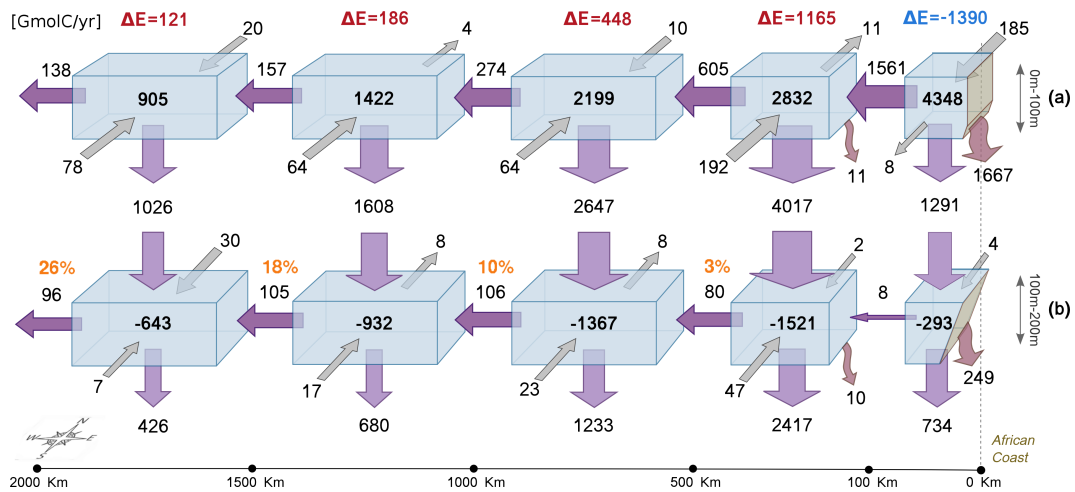 [GmolC/yr] ΔE=121 ΔE=186 ΔE=448 ΔE=1165 ΔE=-1390
20 4 10 11 185
138 157 274 605 1561
905 1422 2199 2832 4348 0m-100m (a)
78 64 64 192 11 8 1667
1026 1608 2647 4017 1291
30 8 8 2 4
26% 18% 10% 3%
96 105 106 80 8
-643 -932 -1367 -1521 -293 100m-200m (b)
7 17 23 47 10 249
426 680 1233 2417 734
N
W E
S
African
Coast
2000 Km 1500 Km 1000 Km 500 Km 100 Km 0 Km